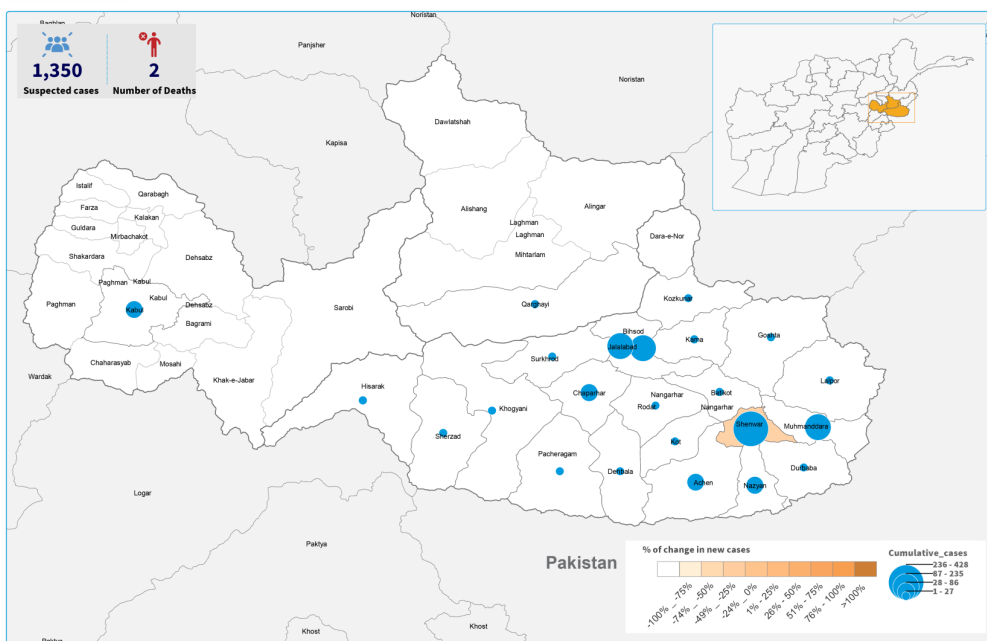 Noristan
Baghlan
Panjsher
Noristan
1,350
2
Suspected cases
Number of Deaths
Kapisa
Dawlatshah
Istalif
Qarabagh
Farza
Kalakan
Guldara
Mirbachakot
Shakardara
Dehsabz
Alishang
Alingar
Laghman
Laghman
Mihtarlam
Dara-e-Nor
Paghman
Kabul
Paghman
Kabul
Kabul
Dehsabz
Bagrami
Sarobi
Qarghayi
Kozkunar
Goshta
Bihsod
Jalalabad
Kama
Surkhrod
Chaharasyab
Mosahi
Khak-e-Jabar
Wardak
Hisarak
Lalpor
Chaparhar
Nangarhar
Batikot
Rodat
Nangarhar
Khogyani
Shenwar
Muhmanddara
Sherzad
Kot
Pacheragam
Dehbala
Durbaba
Achen
Nazyan
Logar
Paktya
Pakistan
Khost
Khost
Paktya
% of change in new cases
-100% _ -75%
-74% _ -50%
-49% _ -25%
-24% _ 0%
1% - 25%
26% - 50%
51% - 75%
76% - 100%
>100%
Cumulative_cases
236 - 428
87 - 235
28 - 86
1 - 27